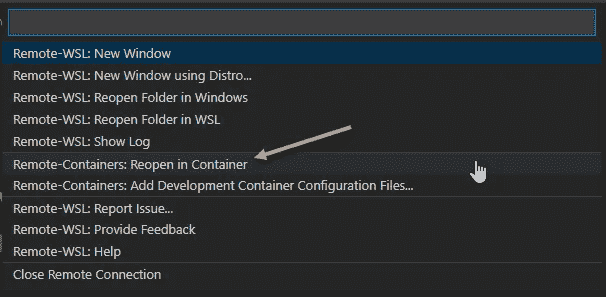 Remote-WSL: New Window
Remote-WSL: New Window using Distro...
Remote-WSL: Reopen Folder in Windows
Remote-WSL: Reopen Folder in WSL
Remote-WSL: Show Log
Remote-Containers: Reopen in Container
Remote-Containers: Add Development Container Configuration Files...
Remote-WSL: Report Issue...
Remote-WSL: Provide Feedback
Remote-WSL: Help
Close Remote Connection